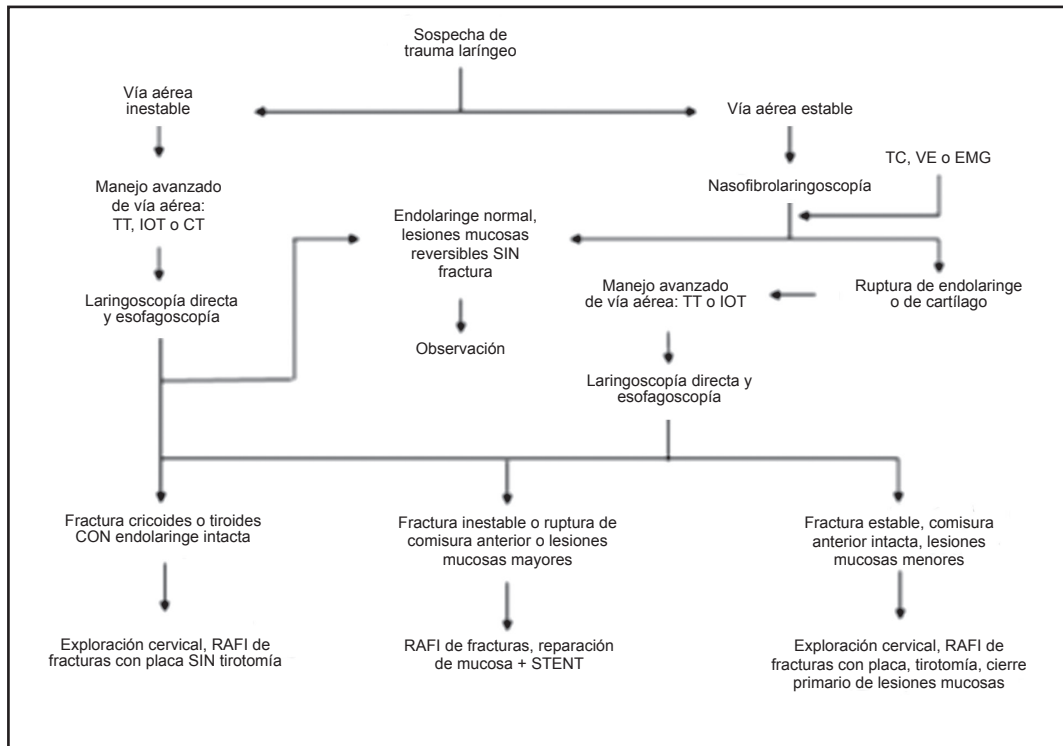 Sospecha de
trauma laríngeo
Vía aérea
inestable
Vía aérea estable
TC, VE o EMG
Manejo avanzado
de vía aérea:
TT, IOT o CT
Nasofibrolaringoscopía
Endolaringe normal,
lesiones mucosas
reversibles SIN
fractura
Laringoscopía directa
y esofagoscopía
Manejo avanzado
de vía aérea: TT o IOT
Ruptura de endolaringe
o de cartílago
Observación
Laringoscopía directa y
esofagoscopía
Fractura cricoides o tiroides
CON endolaringe intacta
Fractura inestable o ruptura de
comisura anterior o lesiones
mucosas mayores
Fractura estable, comisura
anterior intacta, lesiones
mucosas menores
Exploración cervical, RAFI de
fracturas con placa SIN tirotomía
RAFI de fracturas, reparación
de mucosa + STENT
Exploración cervical, RAFI de
fracturas con placa, tirotomía, cierre
primario de lesiones mucosas